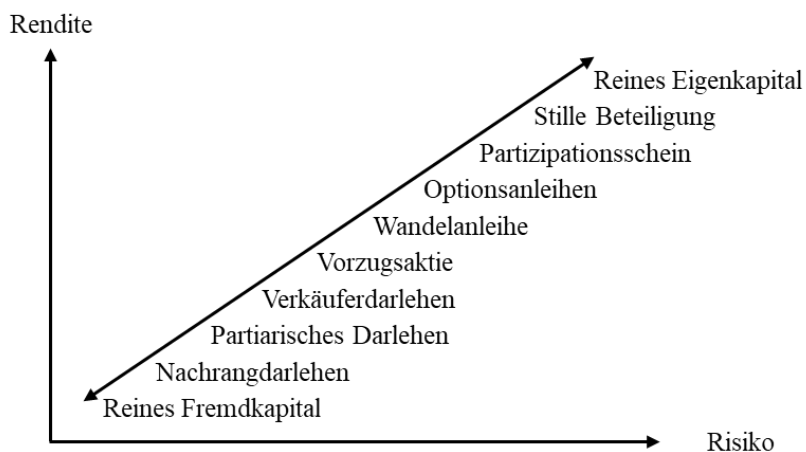 Rendite
Reines Eigenkapital
Stille Beteiligung
Partizipationsschein
Optionsanleihen
Wandelanleihe
Vorzugsaktie
Verkäuferdarlehen
Partiarisches Darlehen
Nachrangdarlehen
Reines Fremdkapital
Risiko